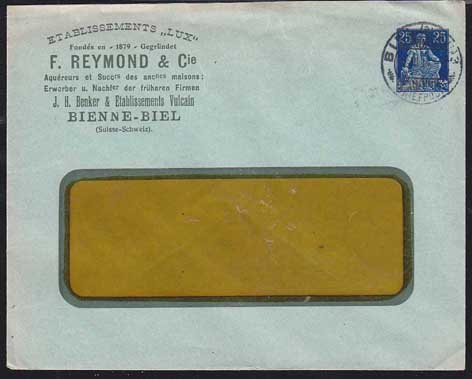 ETABLISSEMENTS „LUX"
Fondés en - 1879 - Gegründet
F. REYMOND & Cie
Aquéreurs et Succrs des ancnes maisons:
Erwerber u. Nachfer der früharen Firmen
J. H. Benker & Etablissements Vulcain
BIENNE-BIEL
(Suisse-Schweiz).
25 25